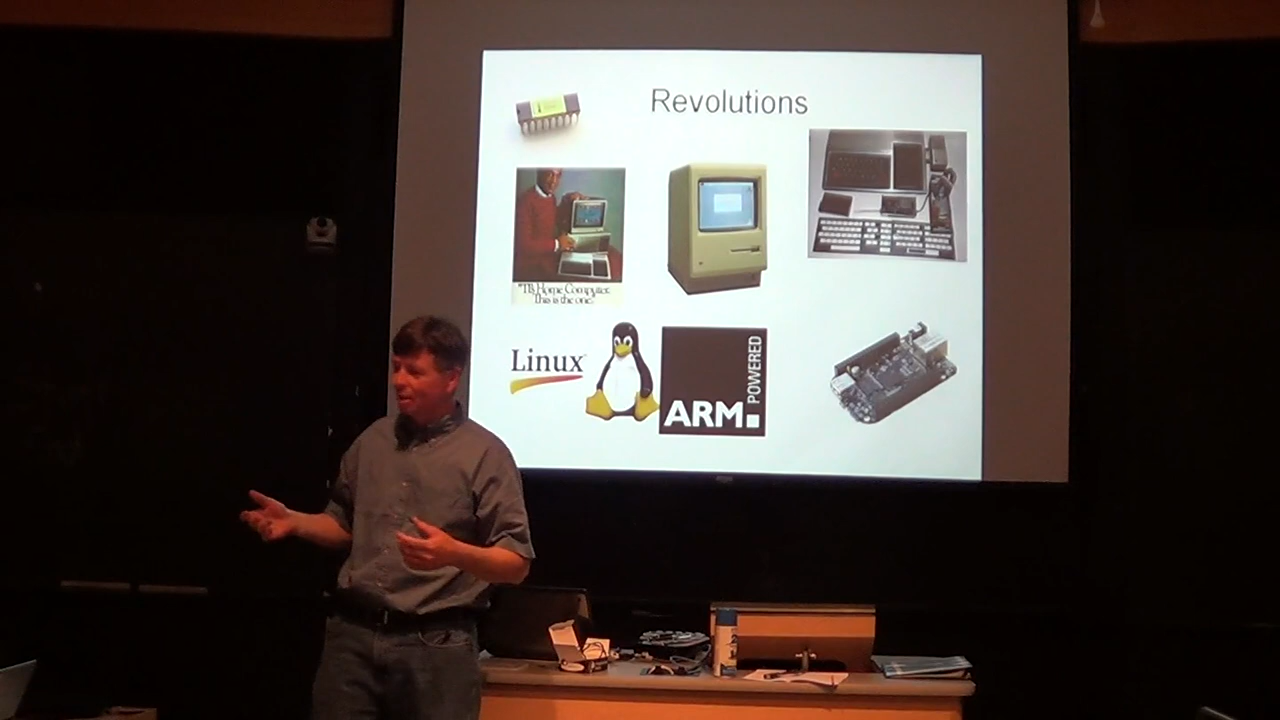 Revolutions
"TI's Home Computer.
This is the one."
Linux
ARM
POWERED